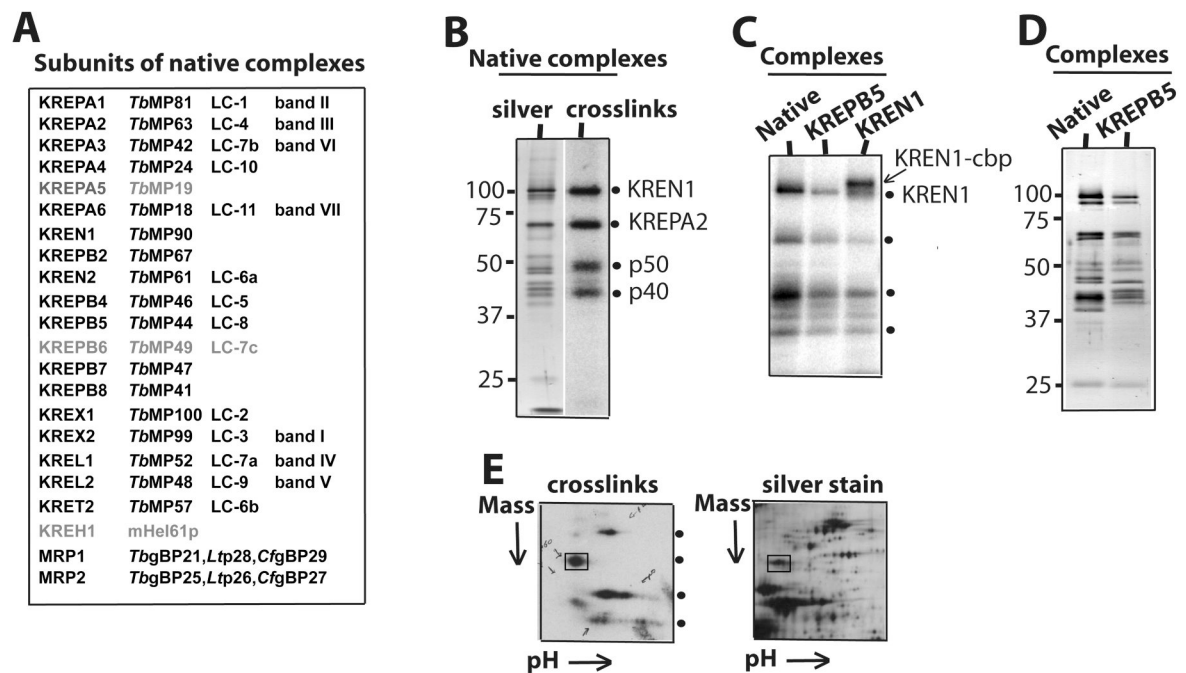 A
Subunits of native complexes
KREPA1 TbMP81 LC-1 band II
KREPA2 TbMP63 LC-4 band III
KREPA3 TbMP42 LC-7b band VI
KREPA4 TbMP24 LC-10
KREPA5 TbMP19
KREPA6 TbMP18 LC-11 band VII
KREN1 TbMP90
KREPB2 TbMP67
KREN2 TbMP61 LC-6a
KREPB4 TbMP46 LC-5
KREPB5 TbMP44 LC-8
KREPB6 TbMP49 LC-7c
KREPB7 TbMP47
KREPB8 TbMP41
KREX1 TbMP100 LC-2
KREX2 TbMP99 LC-3 band I
KREL1 TbMP52 LC-7a band IV
KREL2 TbMP48 LC-9 band V
KRET2 TbMP57 LC-6b
KREH1 mHel61p
MRP1 TbgBP21,Ltp28,CfgBP29
MRP2 TbgBP25,Ltp26,CfgBP27
B
Native complexes
silver crosslinks
100
75
50
37
25
KREN1
KREPA2
p50
p40
C
Complexes
Native KREPB5 KREN1
KREN1-cbp
KREN1
D
Complexes
Native KREPB5
100
75
50
37
25
E
crosslinks
Mass
pH
silver stain
Mass
pH